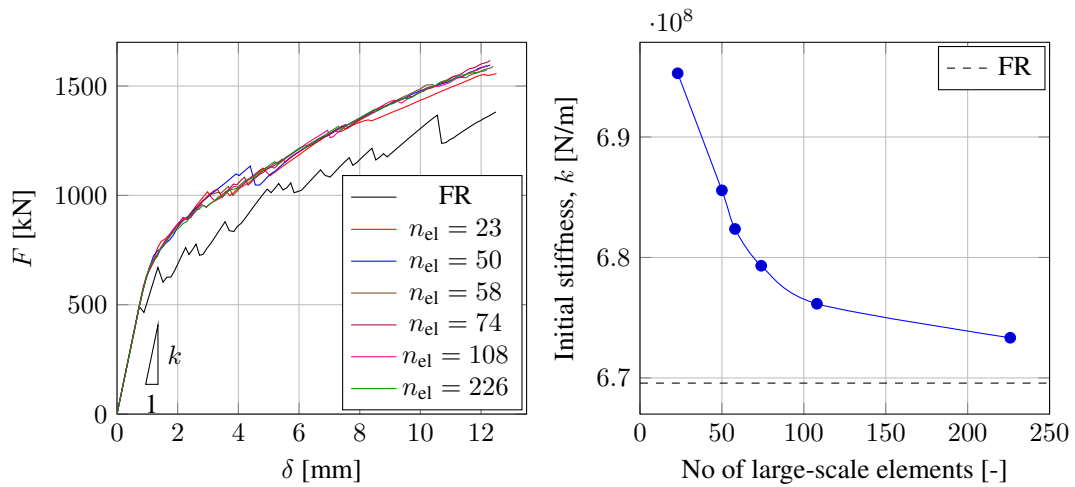 F [kN]
1500
1000
500
0
0 2 4 6 8 10 12
δ [mm]
k
1
FR
n_el = 23
n_el = 50
n_el = 58
n_el = 74
n_el = 108
n_el = 226
·10^8
Initial stiffness, k [N/m]
6.9
6.8
6.7
0 50 100 150 200 250
No of large-scale elements [-]
FR